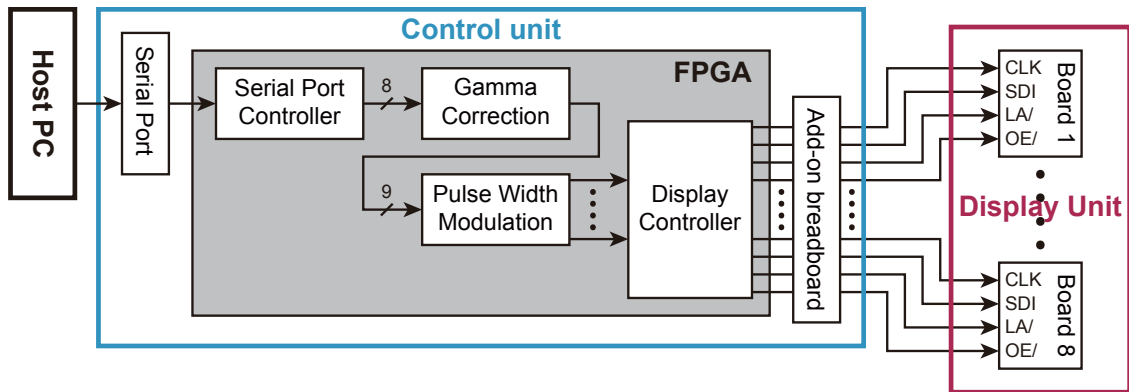 Control unit
Host PC
Serial Port
FPGA
Serial Port
Controller
8
Gamma
Correction
9
Pulse Width
Modulation
Display
Controller
Add-on breadboard
Display Unit
CLK
SDI
LA/
OE/
Board 1
CLK
SDI
LA/
OE/
Board 8